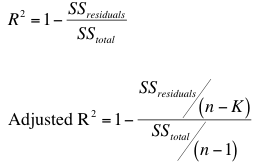 R² = 1 − SS_residuals / SS_total
Adjusted R² = 1 − (SS_residuals / (n − K)) / (SS_total / (n − 1))